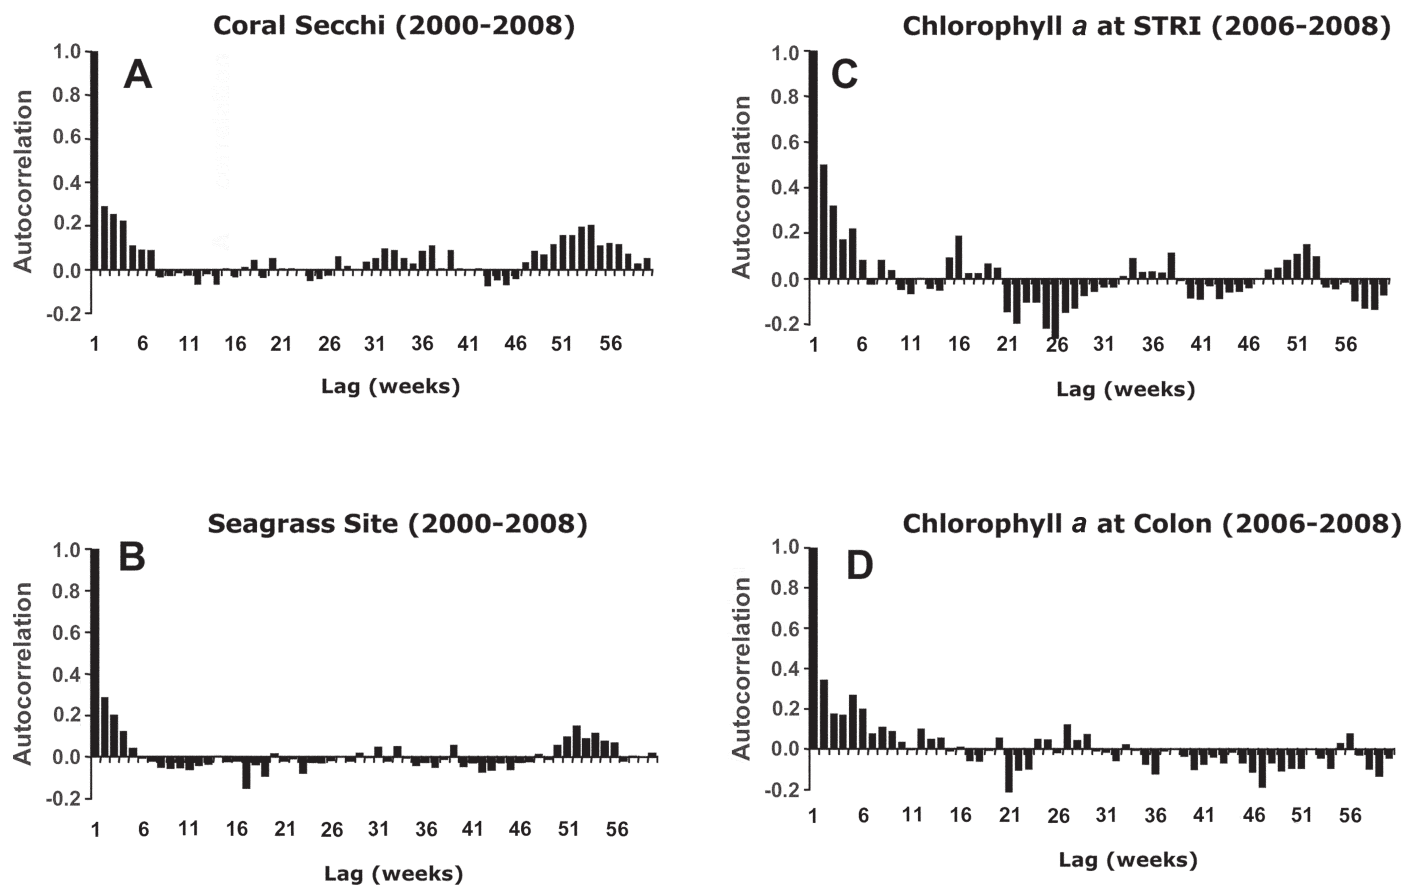 Coral Secchi (2000-2008)
A
Autocorrelation
1.0
0.8
0.6
0.4
0.2
0.0
-0.2
1 6 11 16 21 26 31 36 41 46 51 56
Lag (weeks)
Chlorophyll a at STRI (2006-2008)
C
Autocorrelation
1.0
0.8
0.6
0.4
0.2
0.0
-0.2
1 6 11 16 21 26 31 36 41 46 51 56
Lag (weeks)
Seagrass Site (2000-2008)
B
Autocorrelation
1.0
0.8
0.6
0.4
0.2
0.0
-0.2
1 6 11 16 21 26 31 36 41 46 51 56
Lag (weeks)
Chlorophyll a at Colon (2006-2008)
D
Autocorrelation
1.0
0.8
0.6
0.4
0.2
0.0
-0.2
1 6 11 16 21 26 31 36 41 46 51 56
Lag (weeks)